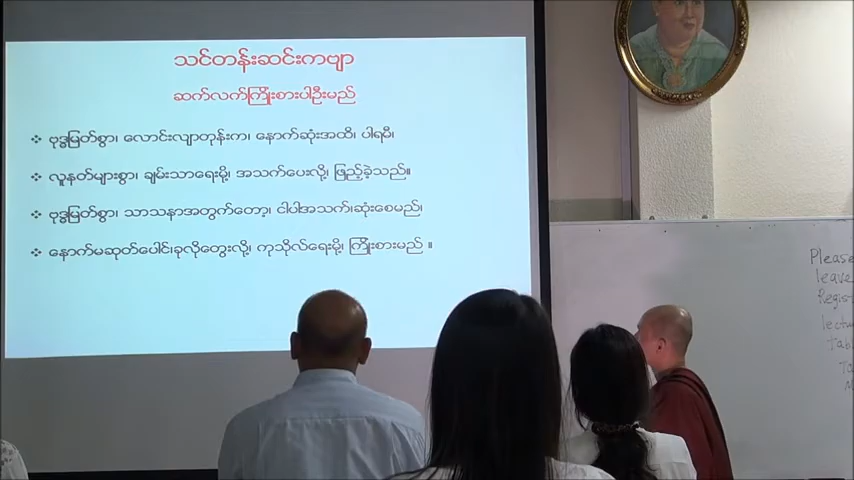 သင်တန်းဆင်းကဗျာ
ဆက်လက်ကြိုးစားပါဦးမည်
❖ ဗုဒ္ဓမြတ်စွာ၊ လောင်းလျာတုန်းက၊ နောက်ဆုံးအထိ၊ ပါရမီ၊
❖ လူနတ်များစွာ၊ ချမ်းသာရေးမို့၊ အသက်ပေးလို့၊ ဖြည့်ခဲ့သည်။
❖ ဗုဒ္ဓမြတ်စွာ၊ သာသနာအတွက်တော့၊ ငါပါအသက်၊ဆုံးစေမည်၊
❖ နောက်မဆုတ်ပေါင်၊ခုလိုတွေးလို့၊ ကုသိုလ်ရေးမို့၊ ကြိုးစားမည် ။
Please
leave
Regist
lectu
Tab